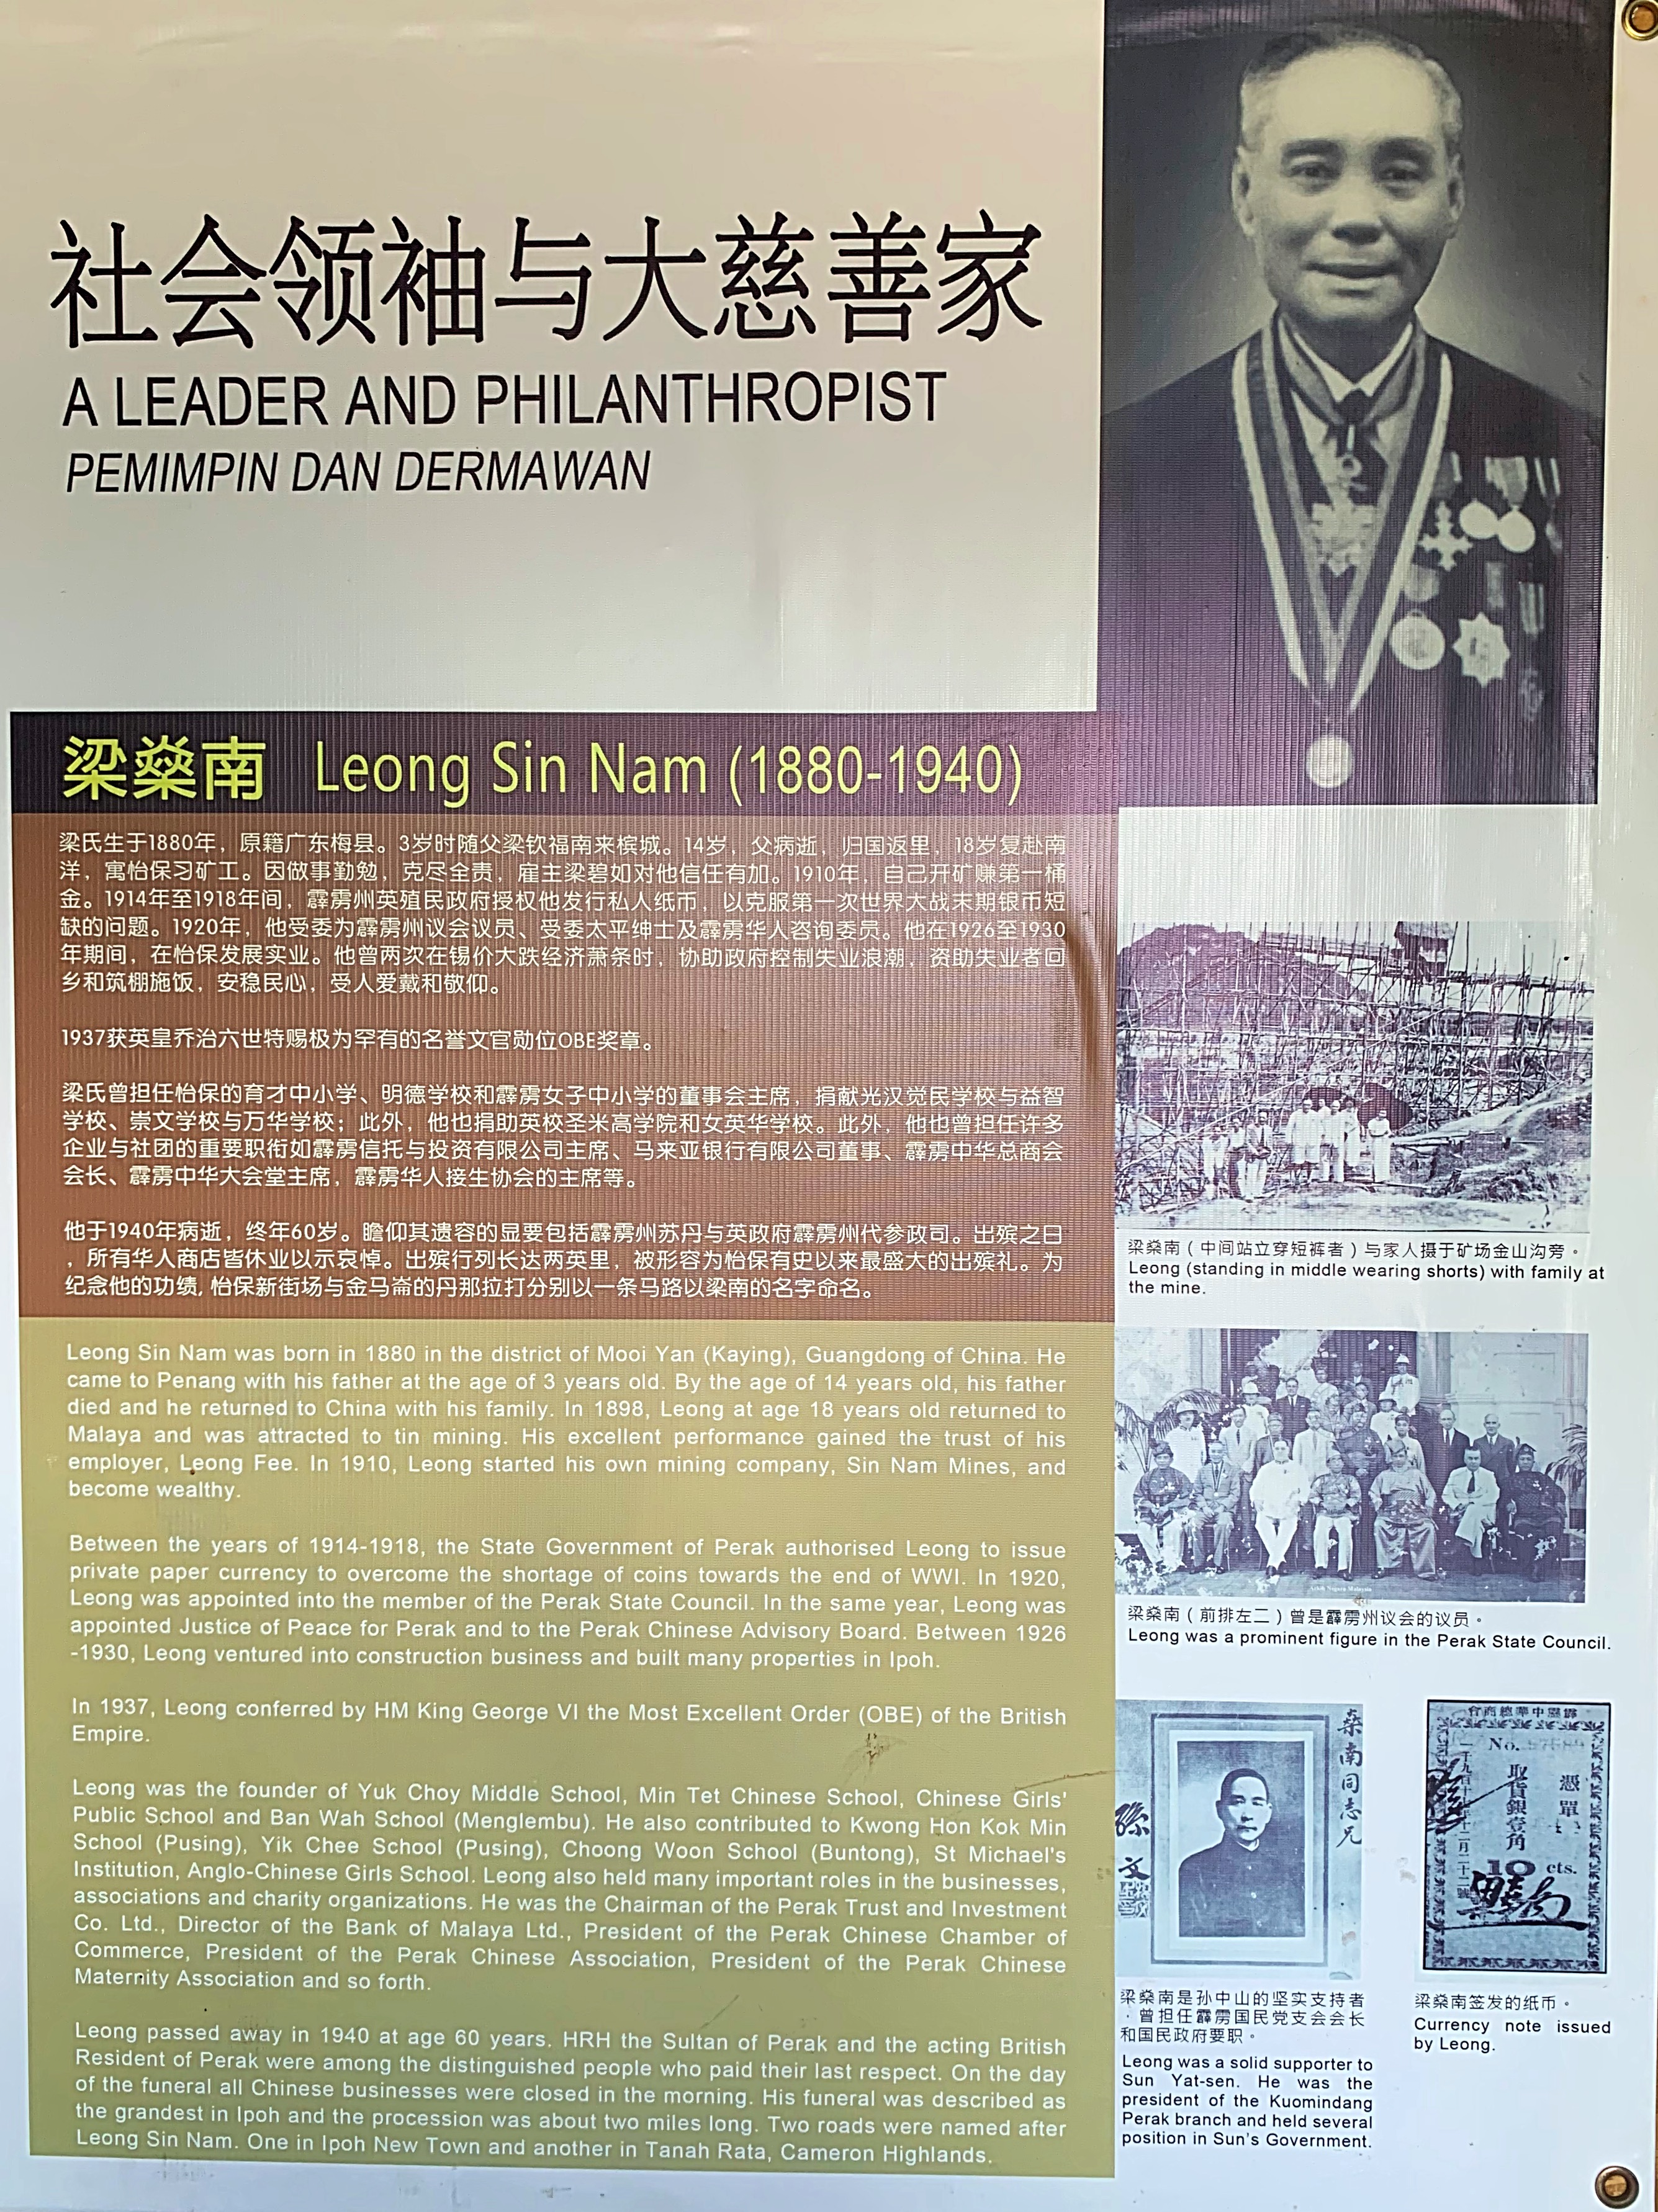 社会领袖与大慈善家
A LEADER AND PHILANTHROPIST
PEMIMPIN DAN DERMAWAN
梁燊南 Leong Sin Nam (1880-1940)
梁氏生于1880年，原籍广东梅县。3岁时随父梁钦福南来槟城。14岁，父病逝，归国返里，18岁复赴南
洋，寓怡保习矿工。因做事勤勉，克尽全责，雇主梁碧如对他信任有加。1910年，自己开矿赚第一桶
金。1914年至1918年间，霹雳州英殖民政府授权他发行私人纸币，以克服第一次世界大战末期银币短
缺的问题。1920年，他受委为霹雳州议会议员、受委太平绅士及霹雳华人咨询委员。他在1926至1930
年期间，在怡保发展实业。他曾两次在锡价大跌经济萧条时，协助政府控制失业浪潮，资助失业者回
乡和筑棚施饭，安稳民心，受人爱戴和敬仰。
1937获英皇乔治六世特赐极为罕有的名誉文官勋位OBE奖章。
梁氏曾担任怡保的育才中小学、明德学校和霹雳女子中小学的董事会主席，捐献光汉觉民学校与益智
学校、崇文学校与万华学校；此外，他也捐助英校圣米高学院和女英华学校。此外，他也曾担任许多
企业与社团的重要职衔如霹雳信托与投资有限公司主席、马来亚银行有限公司董事、霹雳中华总商会
会长、霹雳中华大会堂主席，霹雳华人接生协会的主席等。
他于1940年病逝，终年60岁。瞻仰其遗容的显要包括霹雳州苏丹与英政府霹雳州代参政司。出殡之日
，所有华人商店皆休业以示哀悼。出殡行列长达两英里，被形容为怡保有史以来最盛大的出殡礼。为
纪念他的功绩, 怡保新街场与金马崙的丹那拉打分别以一条马路以梁南的名字命名。
Leong Sin Nam was born in 1880 in the district of Mooi Yan (Kaying), Guangdong of China. He
came to Penang with his father at the age of 3 years old. By the age of 14 years old, his father
died and he returned to China with his family. In 1898, Leong at age 18 years old returned to
Malaya and was attracted to tin mining. His excellent performance gained the trust of his
employer, Leong Fee. In 1910, Leong started his own mining company, Sin Nam Mines, and
become wealthy.
Between the years of 1914-1918, the State Government of Perak authorised Leong to issue
private paper currency to overcome the shortage of coins towards the end of WWI. In 1920,
Leong was appointed into the member of the Perak State Council. In the same year, Leong was
appointed Justice of Peace for Perak and to the Perak Chinese Advisory Board. Between 1926
-1930, Leong ventured into construction business and built many properties in Ipoh.
In 1937, Leong conferred by HM King George VI the Most Excellent Order (OBE) of the British
Empire.
Leong was the founder of Yuk Choy Middle School, Min Tet Chinese School, Chinese Girls'
Public School and Ban Wah School (Menglembu). He also contributed to Kwong Hon Kok Min
School (Pusing), Yik Chee School (Pusing), Choong Woon School (Buntong), St Michael's
Institution, Anglo-Chinese Girls School. Leong also held many important roles in the businesses,
associations and charity organizations. He was the Chairman of the Perak Trust and Investment
Co. Ltd., Director of the Bank of Malaya Ltd., President of the Perak Chinese Chamber of
Commerce, President of the Perak Chinese Association, President of the Perak Chinese
Maternity Association and so forth.
Leong passed away in 1940 at age 60 years. HRH the Sultan of Perak and the acting British
Resident of Perak were among the distinguished people who paid their last respect. On the day
of the funeral all Chinese businesses were closed in the morning. His funeral was described as
the grandest in Ipoh and the procession was about two miles long. Two roads were named after
Leong Sin Nam. One in Ipoh New Town and another in Tanah Rata, Cameron Highlands.
梁燊南（中间站立穿短裤者）与家人摄于矿场金山沟旁。
Leong (standing in middle wearing shorts) with family at
the mine.
Arkib Negara Malaysia
梁燊南（前排左二）曾是霹雳州议会的议员。
Leong was a prominent figure in the Perak State Council.
燊南同志兄
孫文
梁燊南是孙中山的坚实支持者
，曾担任霹雳国民党支会会长
和国民政府要职。
Leong was a solid supporter to
Sun Yat-sen. He was the
president of the Kuomindang
Perak branch and held several
position in Sun's Government.
會商總華中
No.
憑單
取貨銀壹角
10 cts.
梁燊南签发的纸币。
Currency note issued
by Leong.